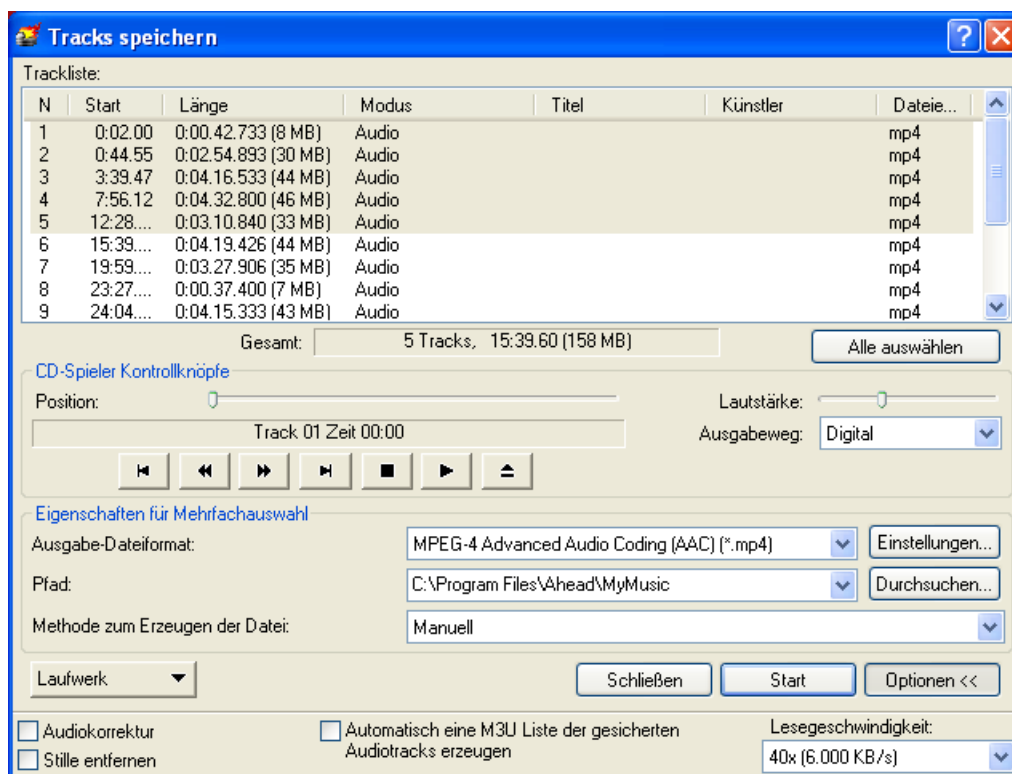 Tracks speichern
Trackliste:
N Start Länge Modus Titel Künstler Dateie...
1 0:02.00 0:00.42.733 (8 MB) Audio mp4
2 0:44.55 0:02.54.893 (30 MB) Audio mp4
3 3:39.47 0:04.16.533 (44 MB) Audio mp4
4 7:56.12 0:04.32.800 (46 MB) Audio mp4
5 12:28.... 0:03.10.840 (33 MB) Audio mp4
6 15:39.... 0:04.19.426 (44 MB) Audio mp4
7 19:59.... 0:03.27.906 (35 MB) Audio mp4
8 23:27.... 0:00.37.400 (7 MB) Audio mp4
9 24:04.... 0:04.15.333 (43 MB) Audio mp4
Gesamt: 5 Tracks, 15:39.60 (158 MB) Alle auswählen
CD-Spieler Kontrollknöpfe
Position: Lautstärke:
Track 01 Zeit 00:00 Ausgabeweg: Digital
Eigenschaften für Mehrfachauswahl
Ausgabe-Dateiformat: MPEG-4 Advanced Audio Coding (AAC) (*.mp4) Einstellungen...
Pfad: C:\Program Files\Ahead\MyMusic Durchsuchen...
Methode zum Erzeugen der Datei: Manuell
Laufwerk Schließen Start Optionen <<
Audiokorrektur Automatisch eine M3U Liste der gesicherten Lesegeschwindigkeit:
Stille entfernen Audiotracks erzeugen 40x (6.000 KB/s)